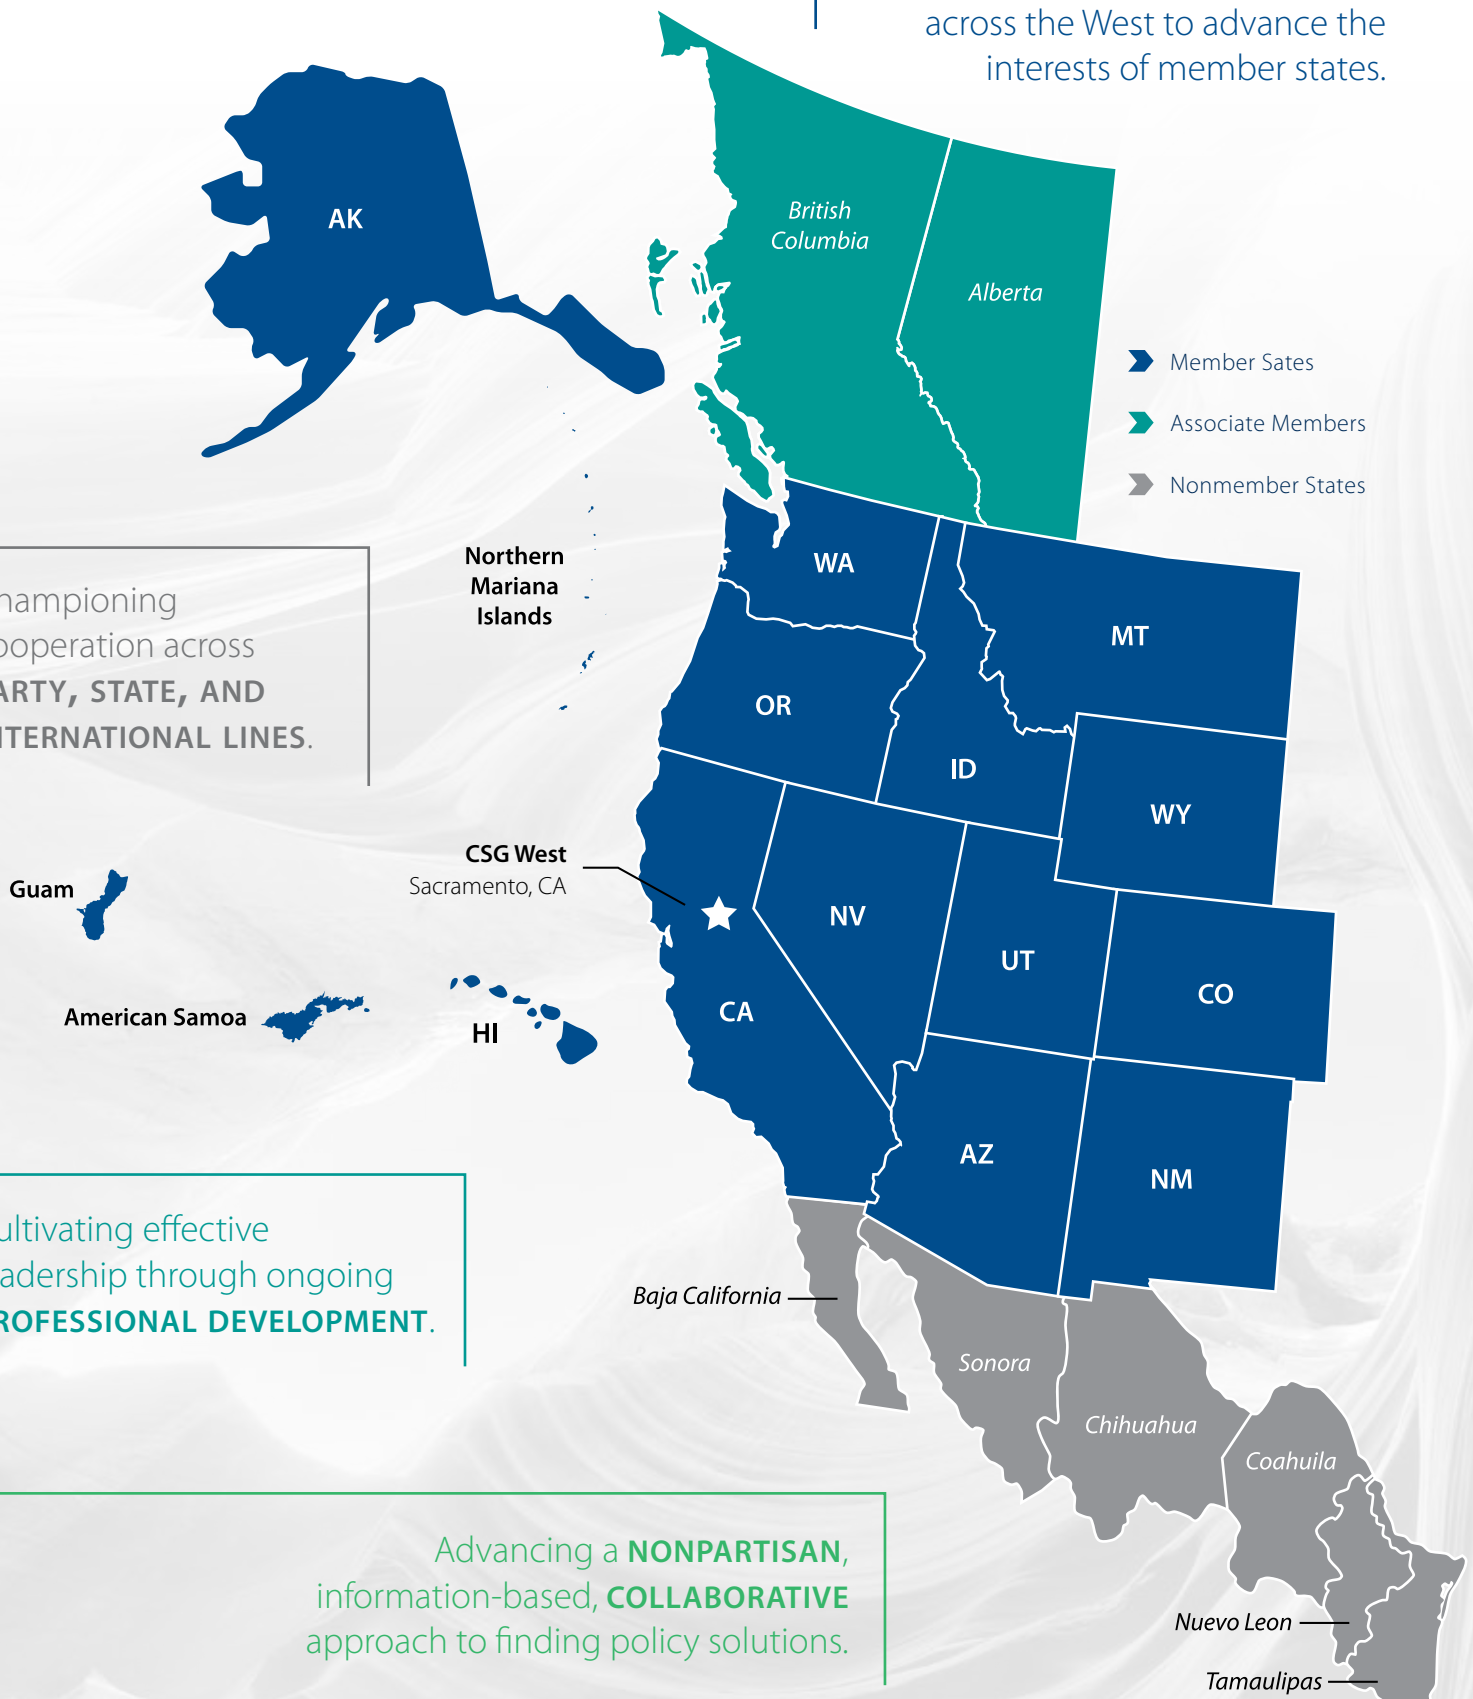 across the West to advance the
interests of member states.
AK
British
Columbia
Alberta
Member Sates
Associate Members
Nonmember States
Northern
Mariana
Islands
WA
MT
hampioning
ooperation across
ARTY, STATE, AND
NTERNATIONAL LINES.
OR
ID
WY
CSG West
Sacramento, CA
Guam
NV
UT
CO
American Samoa
HI
CA
AZ
NM
ultivating effective
adership through ongoing
ROFESSIONAL DEVELOPMENT.
Baja California
Sonora
Chihuahua
Coahuila
Advancing a NONPARTISAN,
information-based, COLLABORATIVE
approach to finding policy solutions.
Nuevo Leon
Tamaulipas